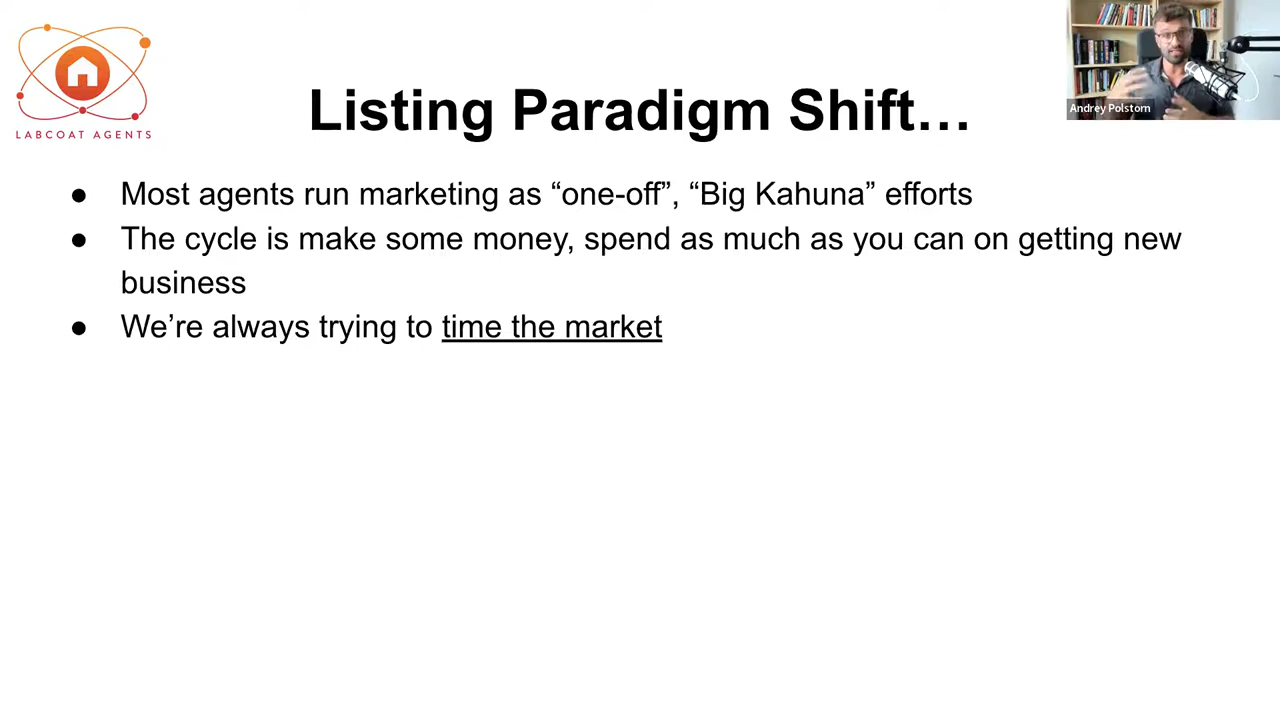 LABCOAT AGENTS
Andrey Polstorn
Listing Paradigm Shift…
● Most agents run marketing as “one-off”, “Big Kahuna” efforts
● The cycle is make some money, spend as much as you can on getting new
business
● We’re always trying to time the market